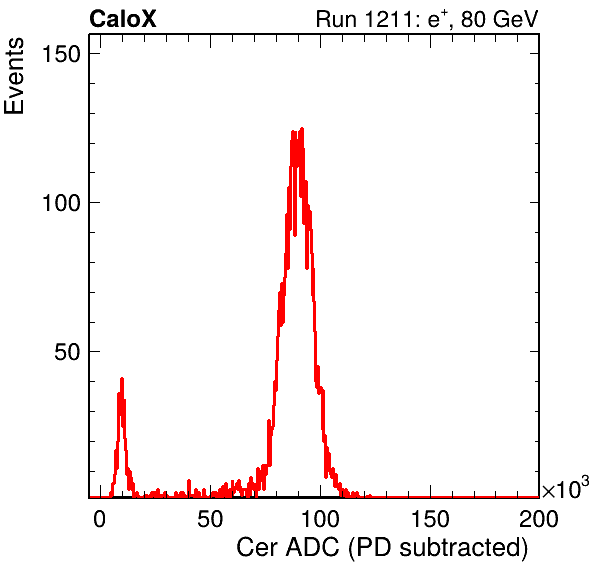 CaloX Run 1211: e⁺, 80 GeV
Events
150
100
50
0 50 100 150 200
×10³
Cer ADC (PD subtracted)